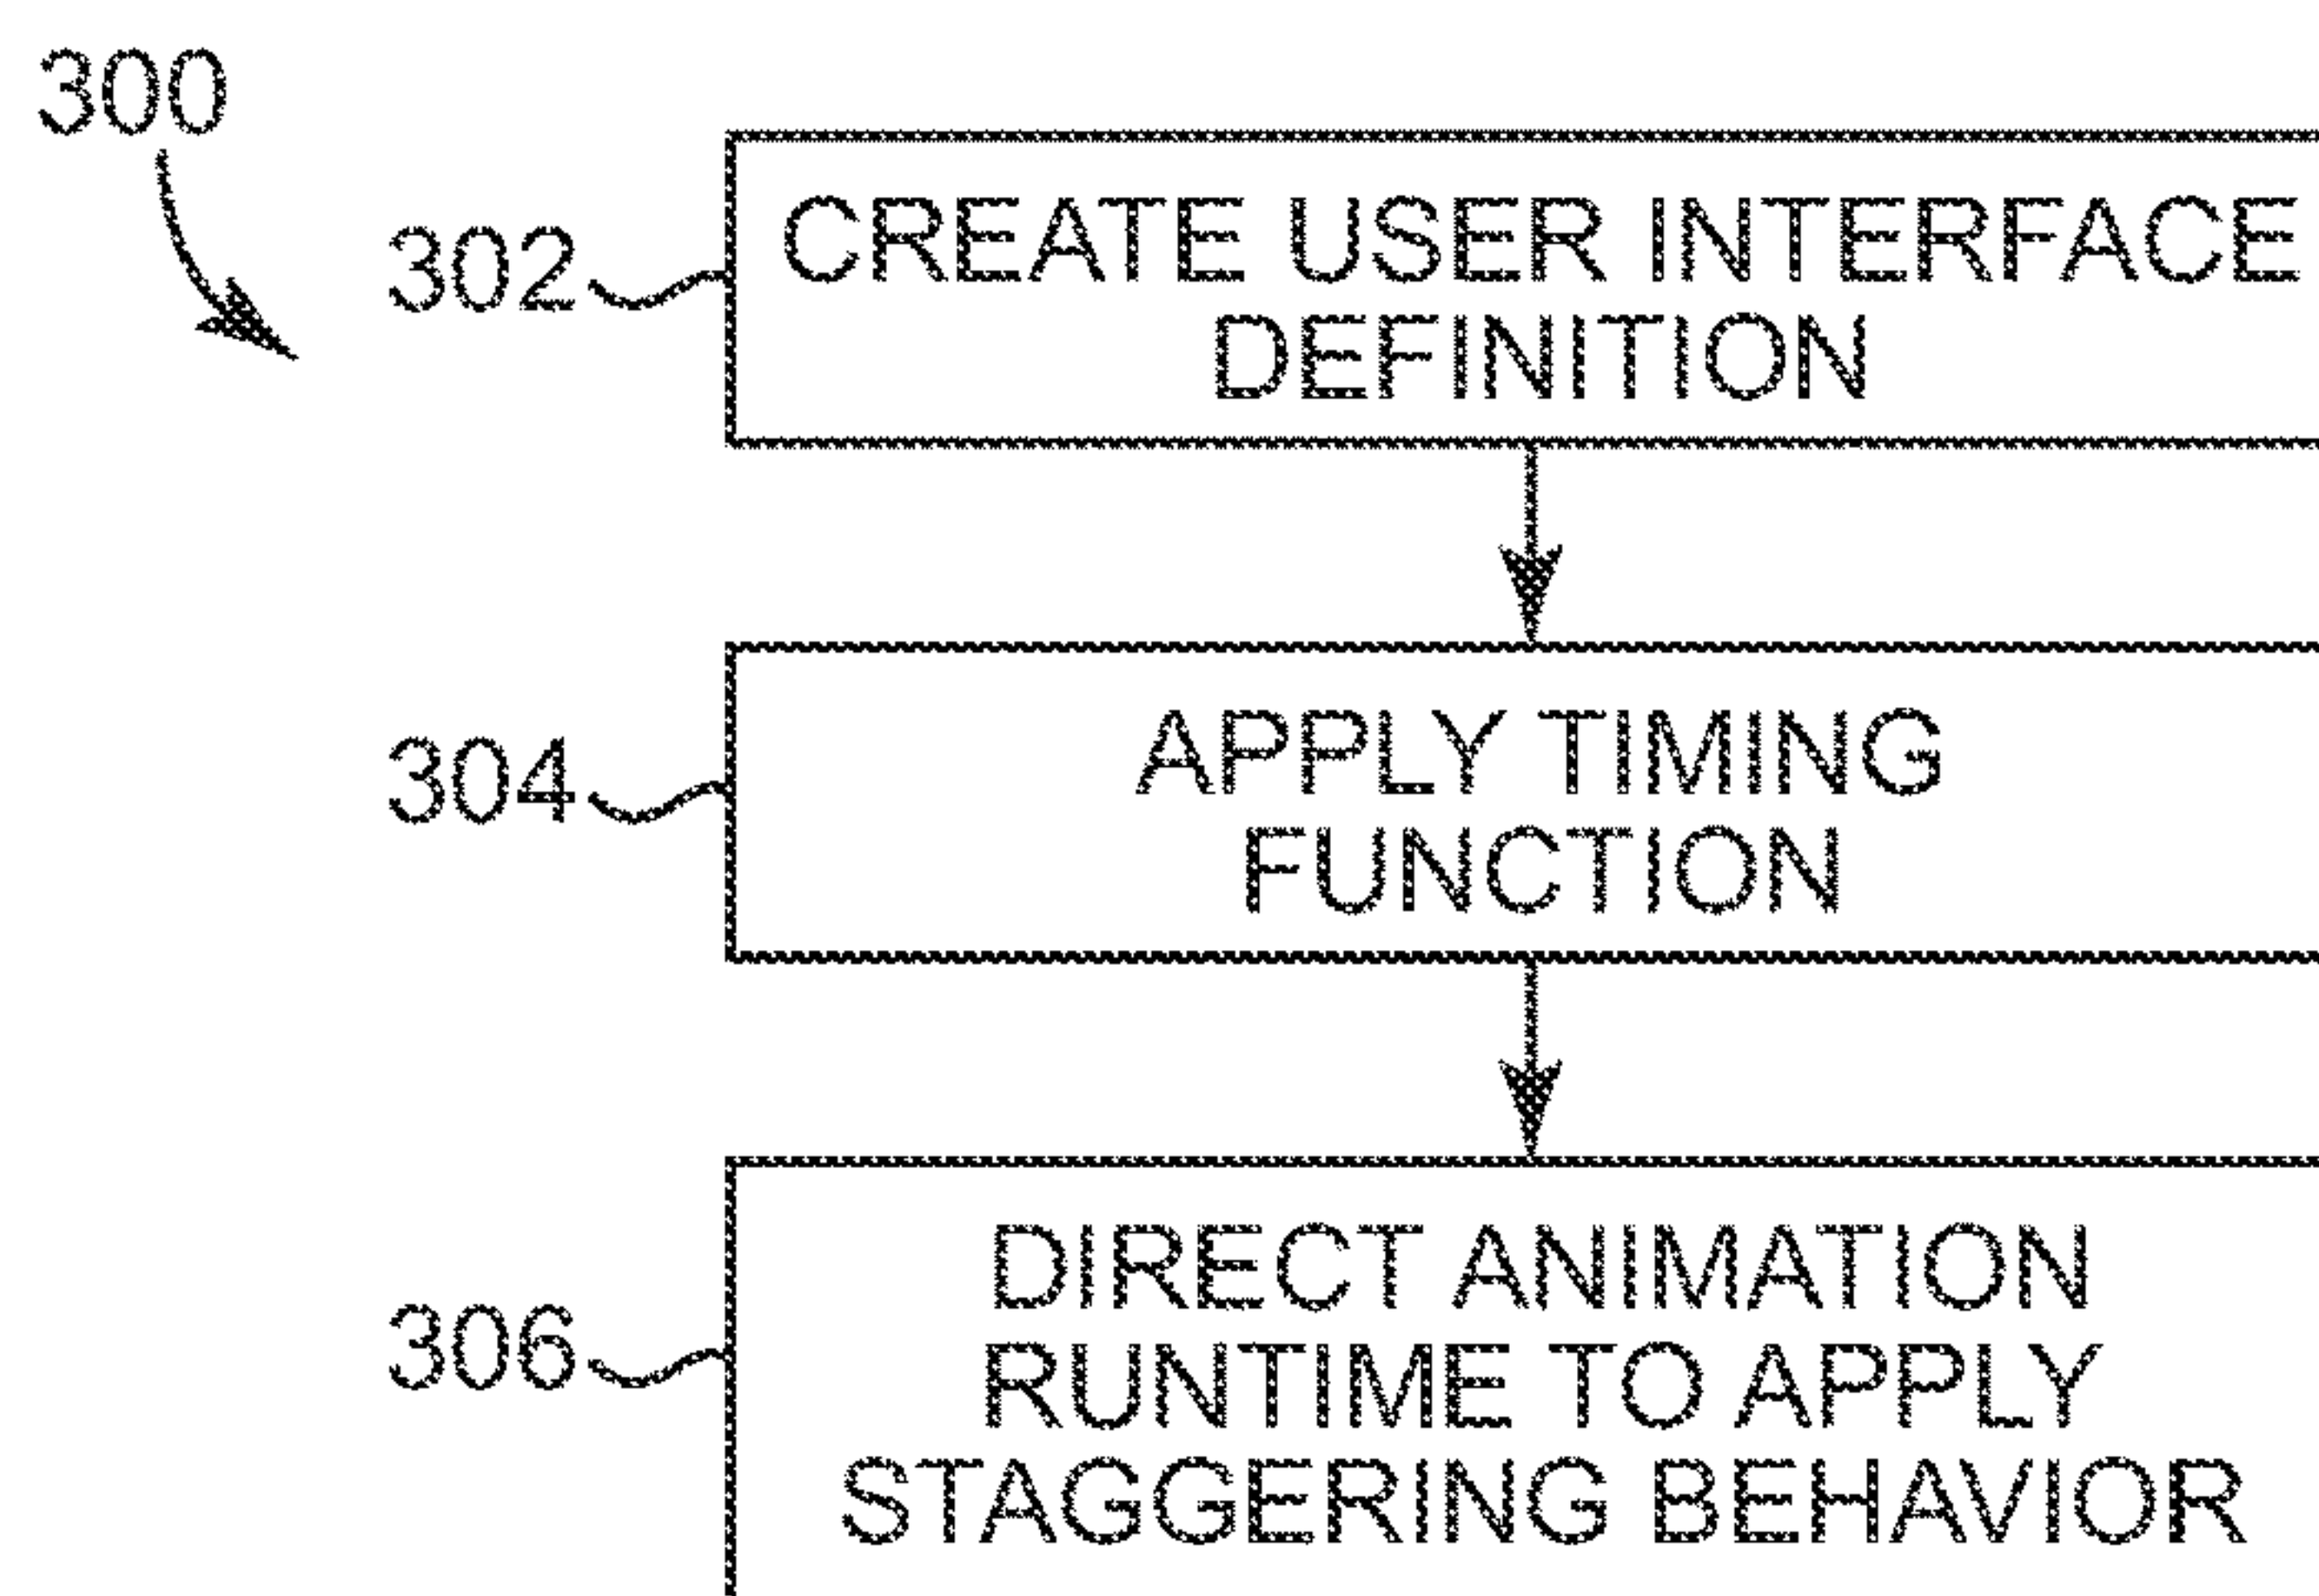 300
302
CREATE USER INTERFACE
DEFINITION
304
APPLY TIMING
FUNCTION
306
DIRECT ANIMATION
RUNTIME TO APPLY
STAGGERING BEHAVIOR